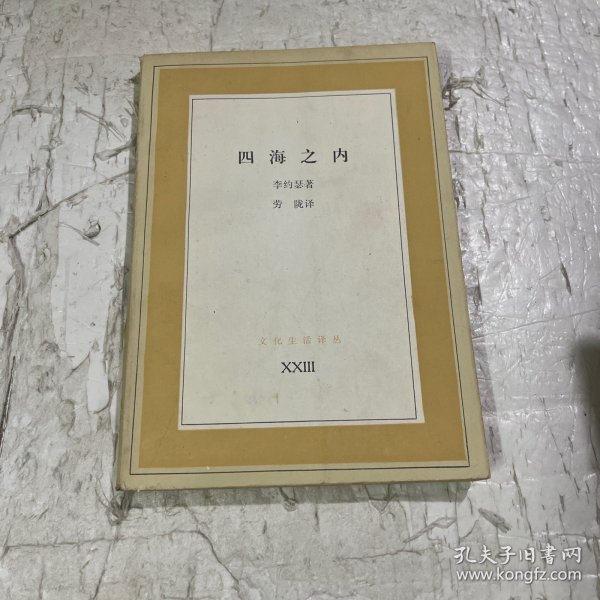 四海之内
李约瑟著
劳 陇译
文化生活译丛
XXIII
孔夫子旧书网
www.kongfz.com